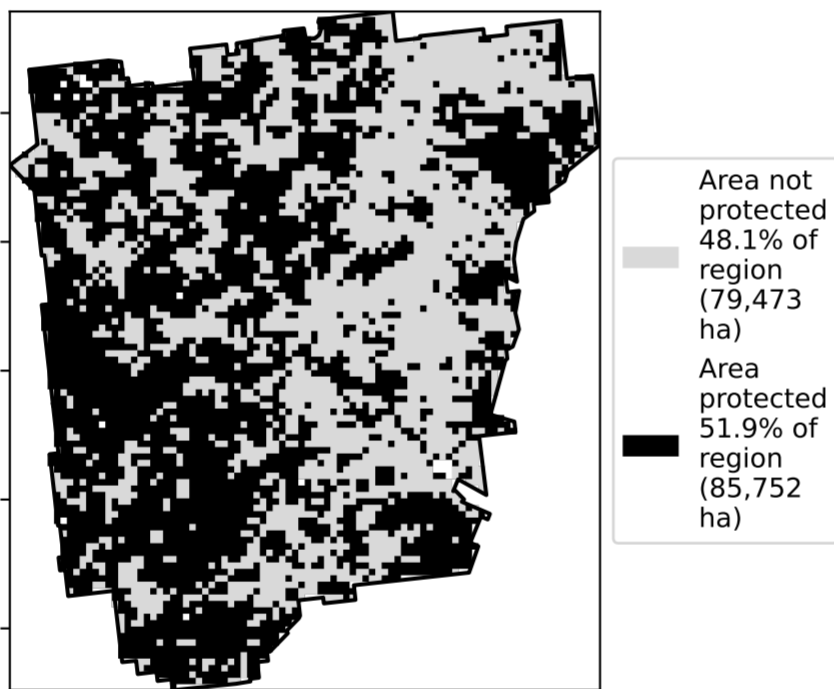 Area not
protected
48.1% of
region
(79,473
ha)
Area
protected
51.9% of
region
(85,752
ha)